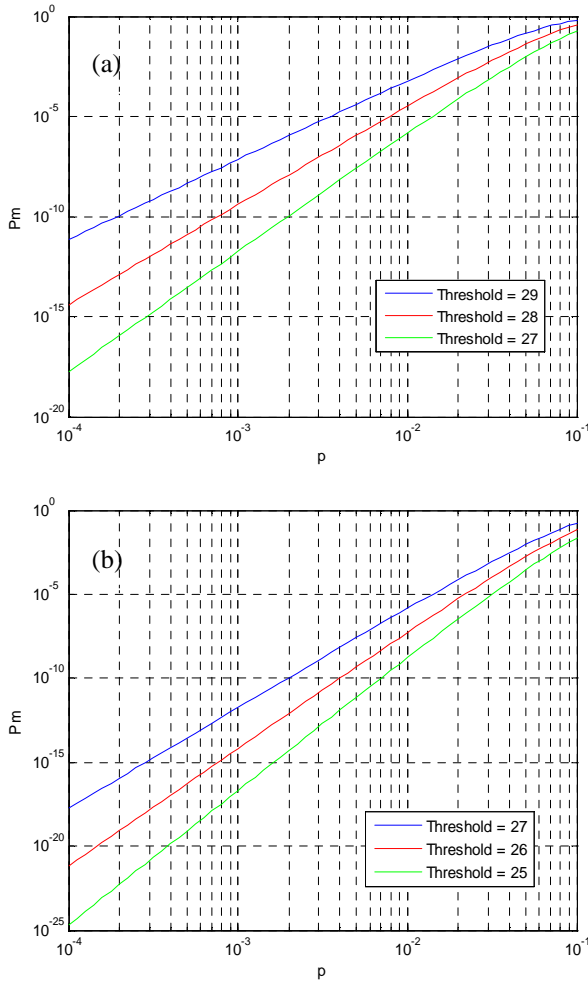 (a)
Pm
10^0
10^-5
10^-10
10^-15
10^-20
Threshold = 29
Threshold = 28
Threshold = 27
10^-4 10^-3 10^-2 10^-1
p
(b)
Pm
10^0
10^-5
10^-10
10^-15
10^-20
10^-25
Threshold = 27
Threshold = 26
Threshold = 25
10^-4 10^-3 10^-2 10^-1
p